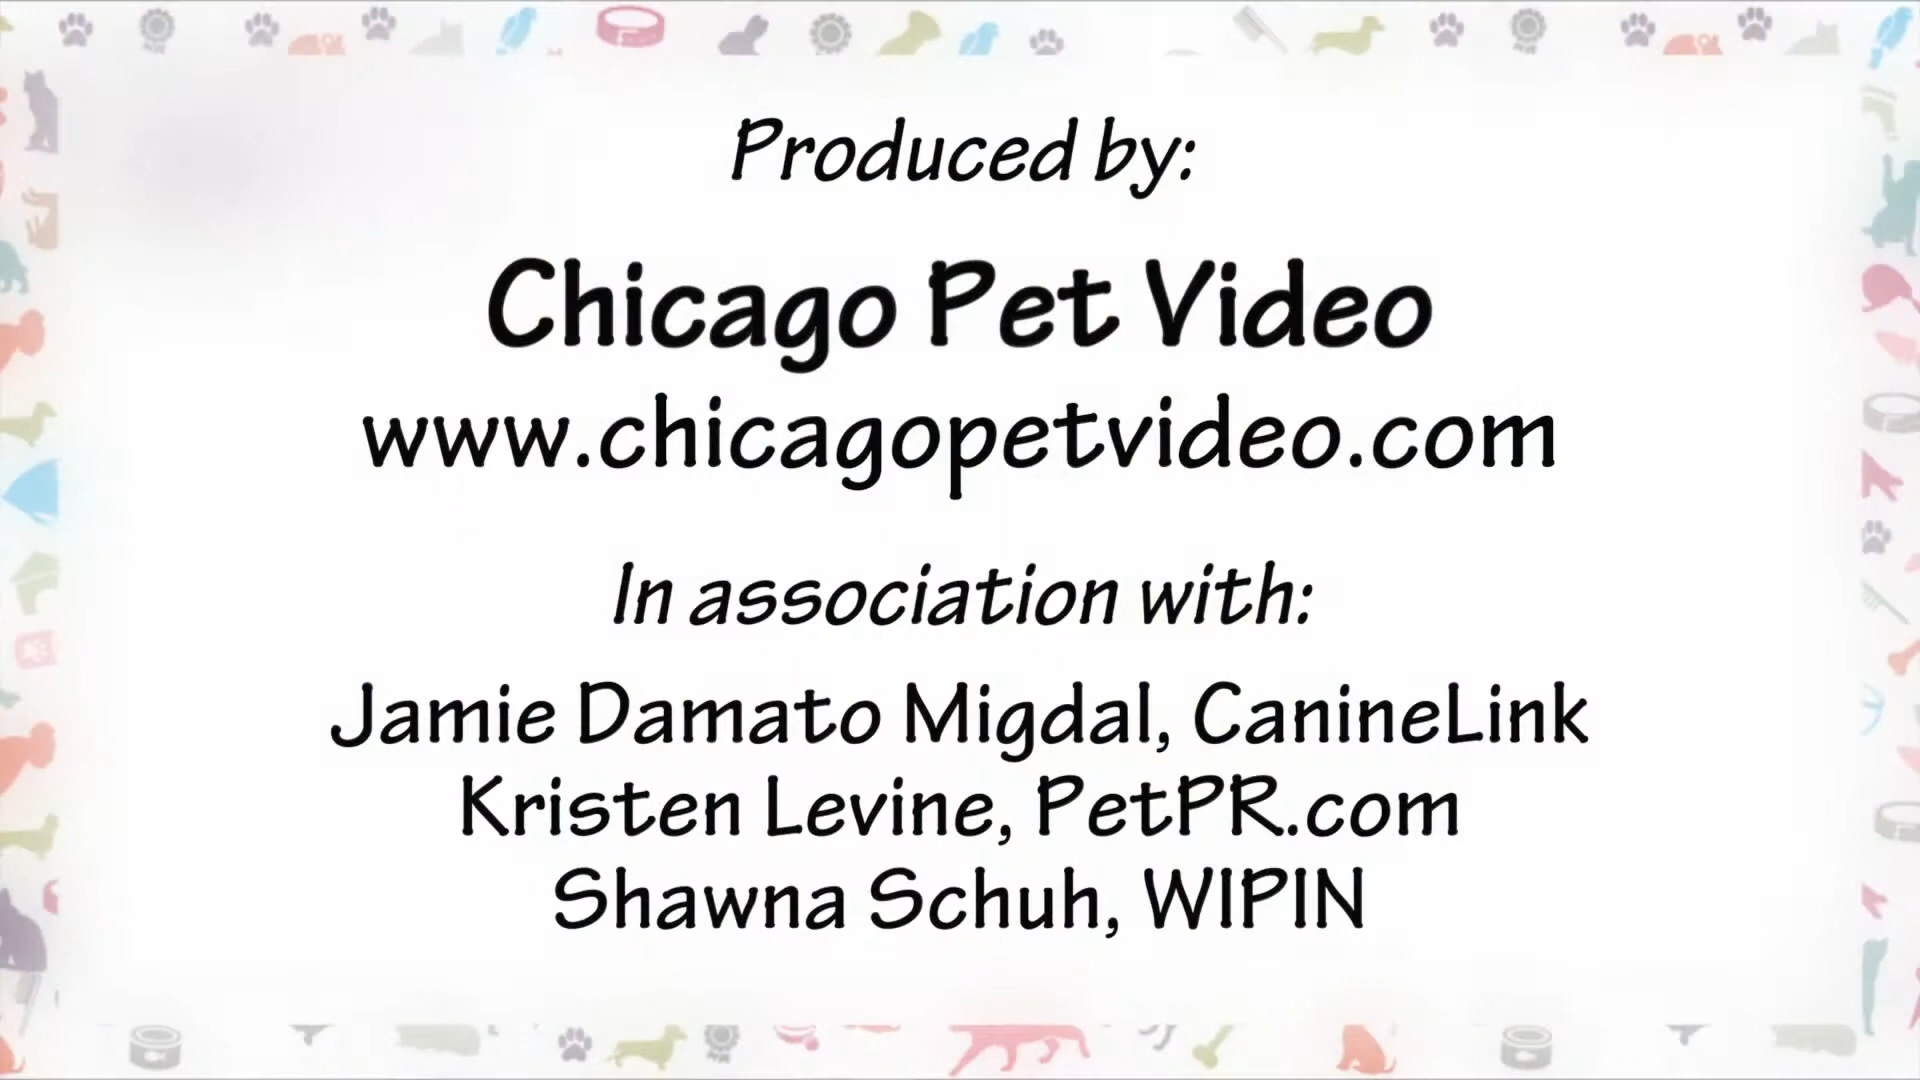 Produced by:
Chicago Pet Video
www.chicagopetvideo.com
In association with:
Jamie Damato Migdal, CanineLink
Kristen Levine, PetPR.com
Shawna Schuh, WIPIN